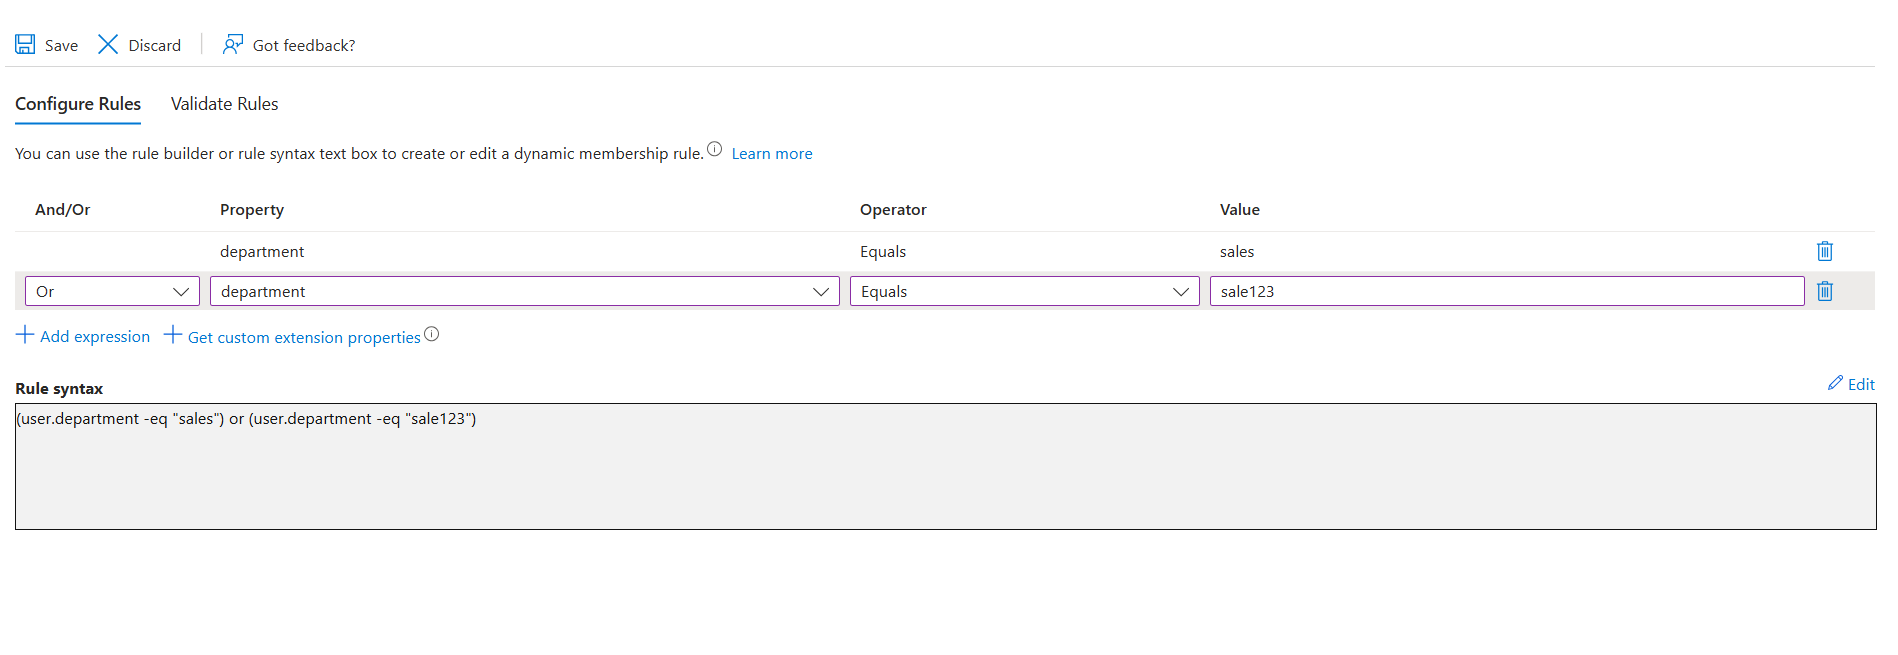 Save Discard Got feedback?
Configure Rules Validate Rules
You can use the rule builder or rule syntax text box to create or edit a dynamic membership rule. Learn more
And/Or Property Operator Value
department Equals sales
Or department Equals sale123
Add expression Get custom extension properties
Rule syntax Edit
(user.department -eq "sales") or (user.department -eq "sale123")